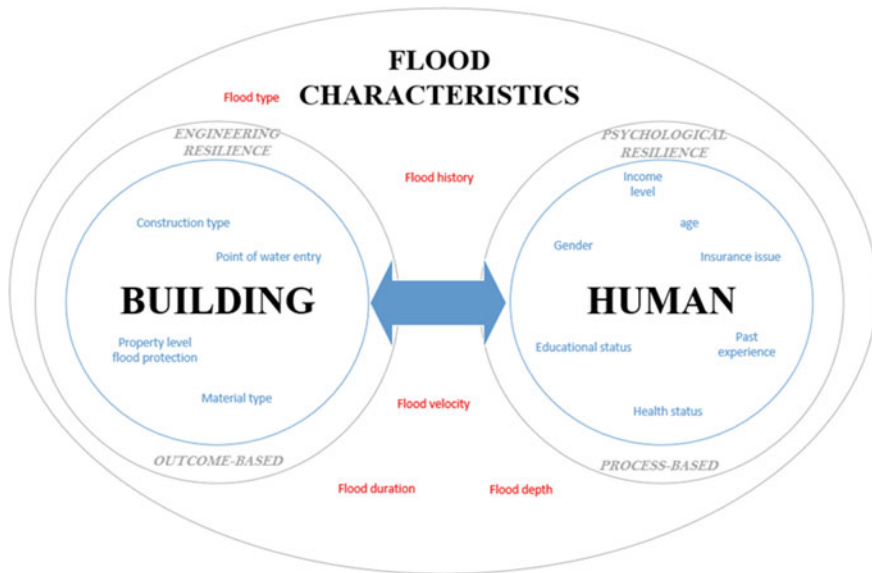 FLOOD
CHARACTERISTICS
Flood type
ENGINEERING
RESILIENCE
PSYCHOLOGICAL
RESILIENCE
Flood history
Income
level
Construction type
age
Gender
Point of water entry
Insurance issue
BUILDING
HUMAN
Property level
flood protection
Educational status
Past
experience
Material type
Flood velocity
Health status
OUTCOME-BASED
PROCESS-BASED
Flood duration
Flood depth